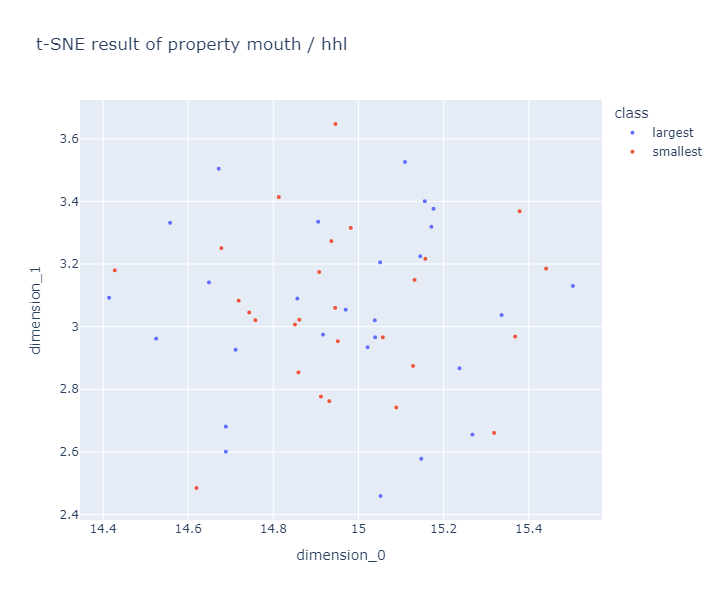 t-SNE result of property mouth / hhl
class
largest
smallest
dimension_1
3.6
3.4
3.2
3
2.8
2.6
2.4
14.4 14.6 14.8 15 15.2 15.4
dimension_0